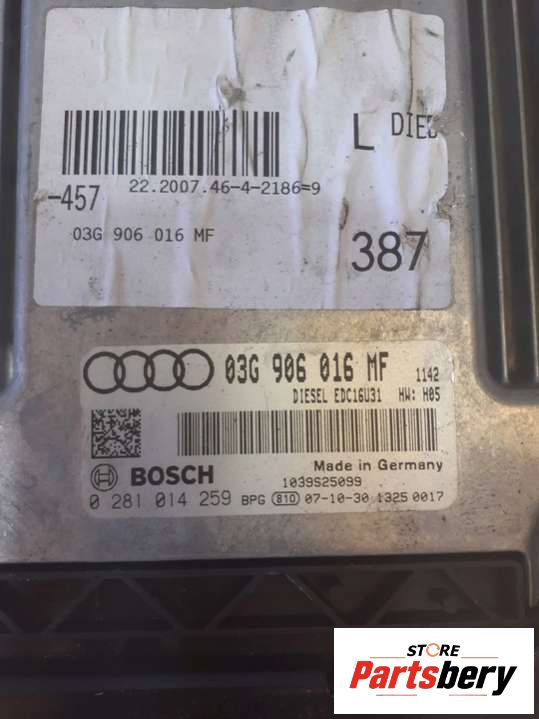 L DIE
22.2007.46-4-2186=9
-457
03G 906 016 MF
387
03G 906 016 MF 1142
DIESEL EDC16U31 HW: H05
BOSCH
Made in Germany
1039S25099
0 281 014 259 BPG 810 07-10-30 1325 0017
STORE
Partsbery